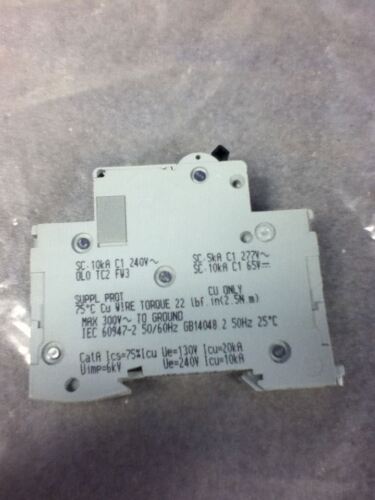 SC:10kA C1 240V~
OLO TC2 FW3
SC:5kA C1 277V~
SC:10kA C1 65V⎓
SUPPL PROT
CU ONLY
75°C Cu WIRE TORQUE 22 lbf.in(2.5N m)
MAX 300V~ TO GROUND
IEC 60947-2 50/60Hz GB14048.2 50Hz 25°C
CatA Ics=75%Icu Ue=130V Icu=20kA
Uimp=6kV Ue=240V Icu=10kA